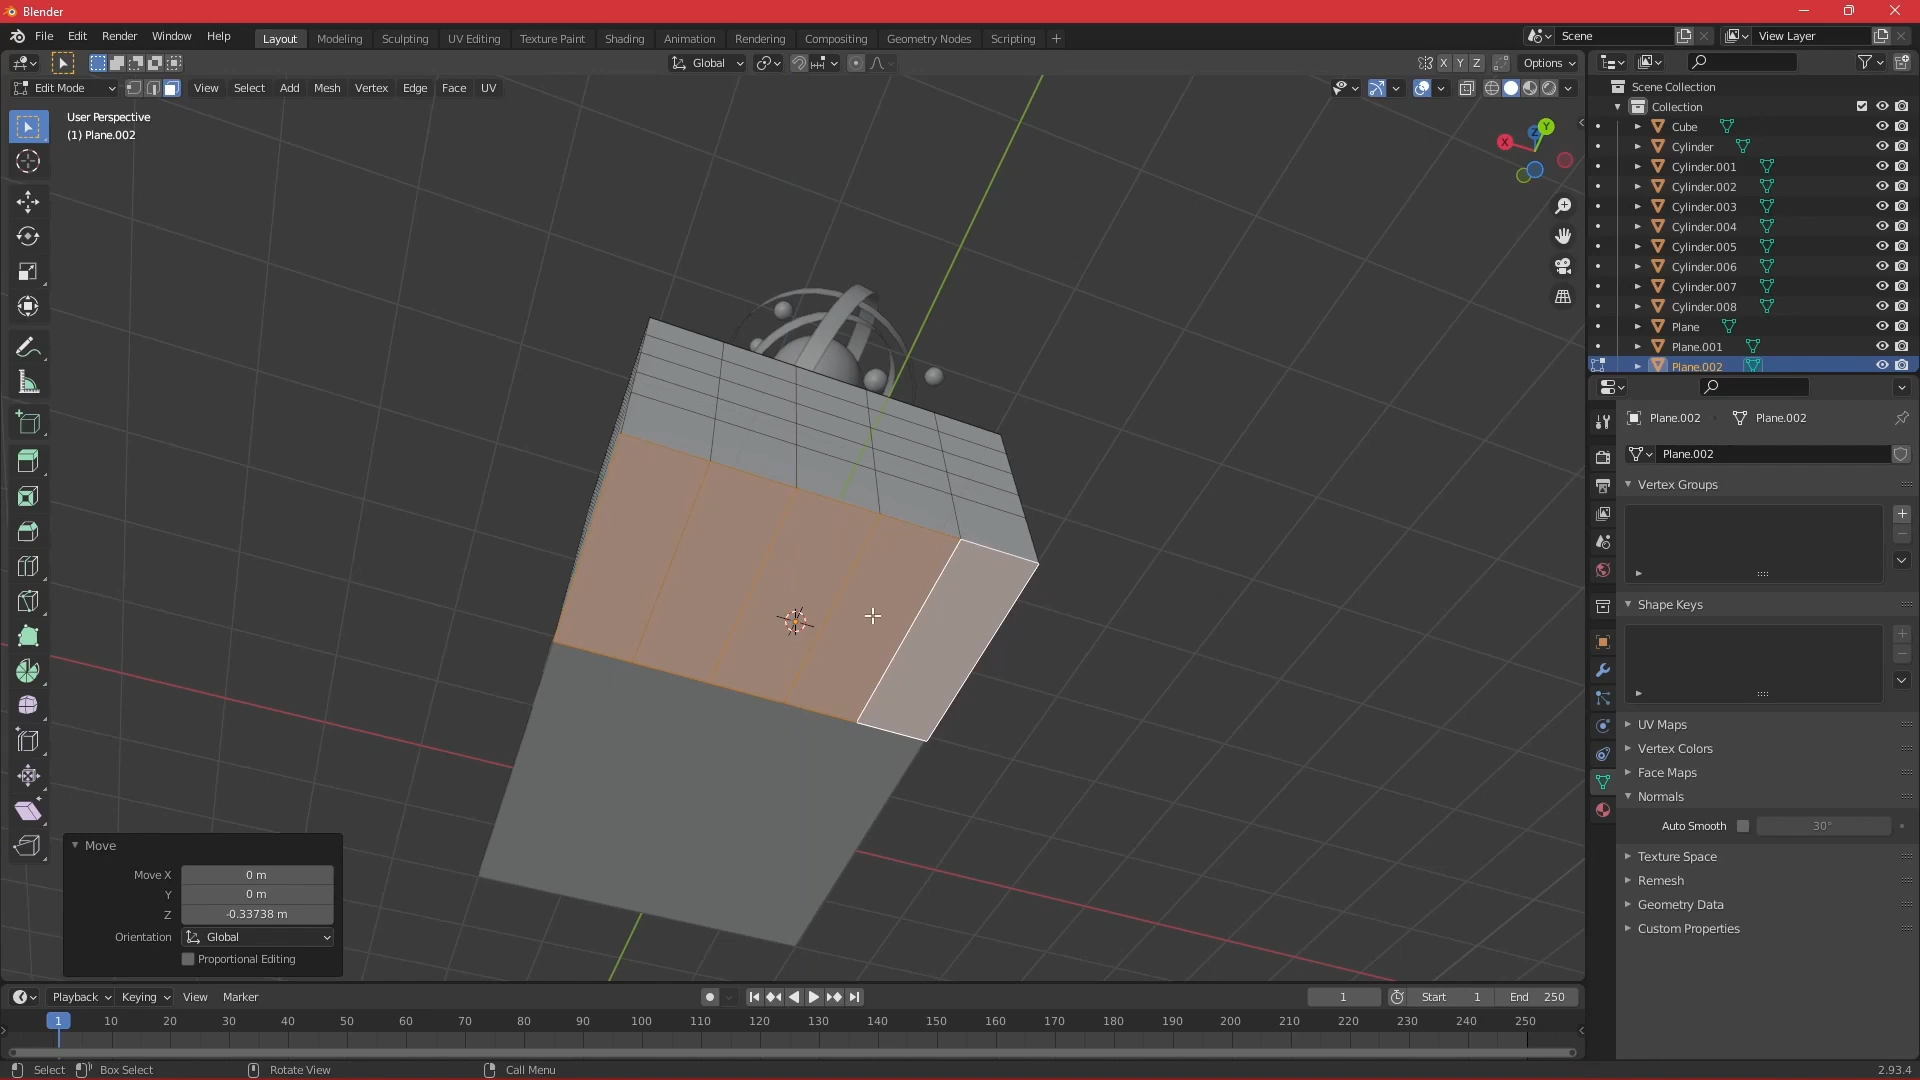 Blender
File Edit Render Window Help
Layout Modeling Sculpting UV Editing Texture Paint Shading Animation Rendering Compositing Geometry Nodes Scripting +
Scene
View Layer
Global
X Y Z
Options
Edit Mode
View Select Add Mesh Vertex Edge Face UV
User Perspective
(1) Plane.002
X
Y
Z
Scene Collection
Collection
Cube
Cylinder
Cylinder.001
Cylinder.002
Cylinder.003
Cylinder.004
Cylinder.005
Cylinder.006
Cylinder.007
Cylinder.008
Plane
Plane.001
Plane.002
Plane.002 Plane.002
Plane.002
Vertex Groups
Shape Keys
UV Maps
Vertex Colors
Face Maps
Normals
Auto Smooth 30°
Texture Space
Remesh
Geometry Data
Custom Properties
Move
Move X 0 m
Y 0 m
Z -0.33738 m
Orientation Global
Proportional Editing
Playback Keying View Marker
1 Start 1 End 250
1 10 20 30 40 50 60 70 80 90 100 110 120 130 140 150 160 170 180 190 200 210 220 230 240 250
Select Box Select Rotate View Call Menu
2.93.4